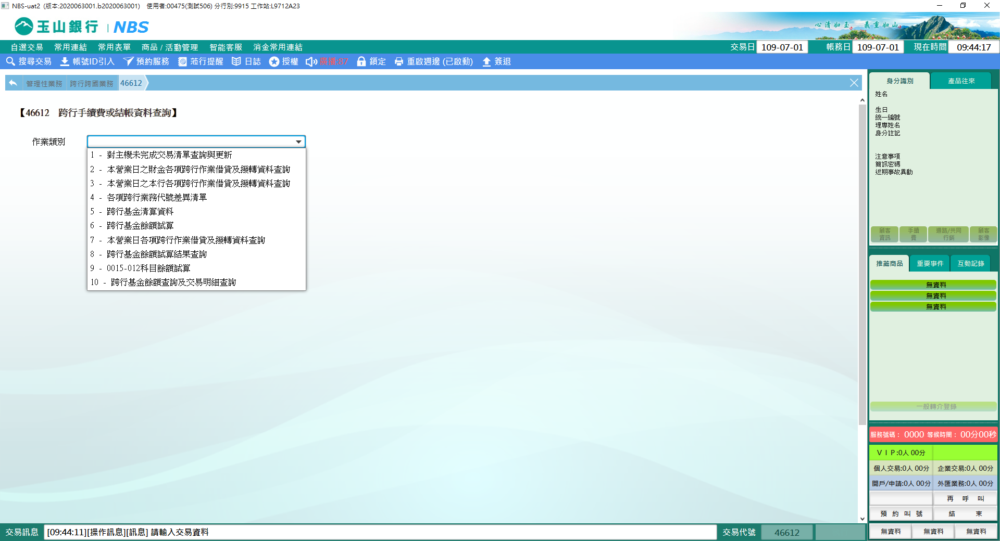 NBS-uat2 (版本:2020063001.b2020063001) 使用者:00475(測試506) 分行別:9915 工作站:L9712A23
玉山銀行 | NBS
心清如玉 義重如山
自選交易 常用連結 常用表單 商品 / 活動管理 智能客服 消金常用連結 交易日 109-07-01 帳務日 109-07-01 現在時間 09:44:17
搜尋交易 帳號ID引入 預約服務 蒞行提醒 日誌 授權 廣播:87 鎖定 重啟週邊 (已啟動) 簽退
管理性業務 跨行跨國業務 46612
【46612 跨行手續費或結帳資料查詢】
作業類別
1 - 對主機未完成交易清單查詢與更新
2 - 本營業日之財金各項跨行作業借貸及撥轉資料查詢
3 - 本營業日之本行各項跨行作業借貸及撥轉資料查詢
4 - 各項跨行業務代號差異清單
5 - 跨行基金清算資料
6 - 跨行基金餘額試算
7 - 本營業日各項跨行作業借貸及撥轉資料查詢
8 - 跨行基金餘額試算結果查詢
9 - 0015-012科目餘額試算
10 - 跨行基金餘額查詢及交易明細查詢
身分識別 產品往來
姓名
生日
統一編號
理專姓名
身分註記
注意事項
簡訊密碼
近期事故異動
顧客資訊 手續費 通路/共同行銷 顧客影像
推薦商品 重要事件 互動記錄
無資料
無資料
無資料
一般轉介登錄
服務號碼： 0000 等候時間： 00分00秒
ＶＩＰ:0人 00分
個人交易:0人 00分 企業交易:0人 00分
開戶/申請:0人 00分 外匯業務:0人 00分
再 呼 叫
預 約 叫 號 結 束
無資料 無資料 無資料
交易訊息 [09:44:11][操作訊息][訊息] 請輸入交易資料 交易代號 46612